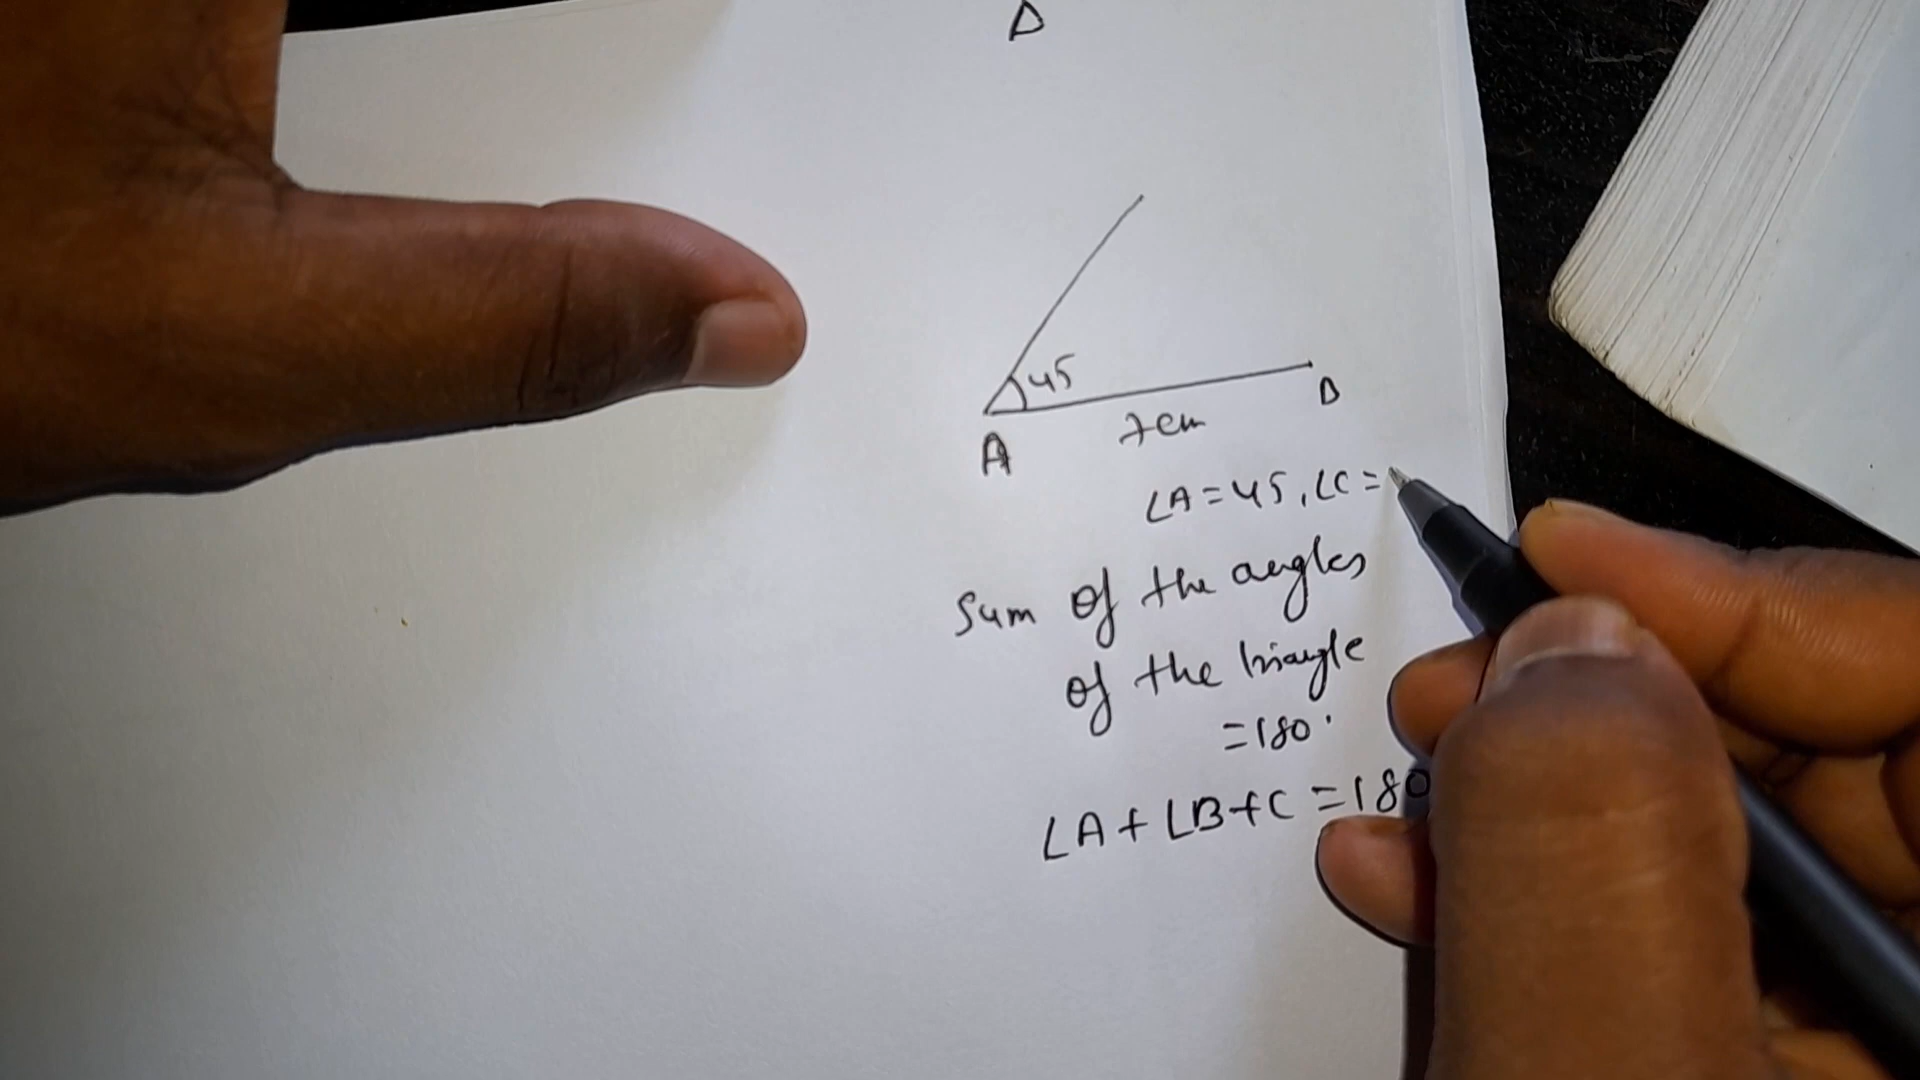 D
45
A 7cm B
∠A = 45, ∠C =
Sum of the angles
of the triangle
= 180°
∠A + ∠B + C = 180